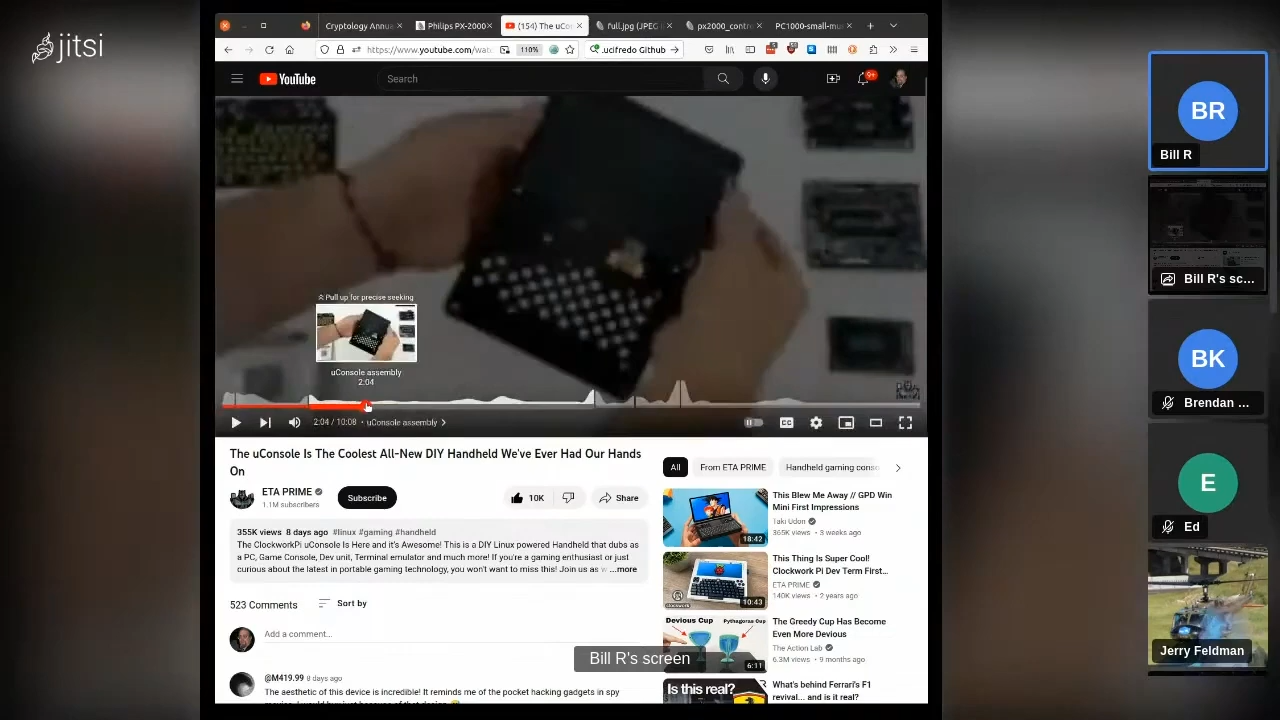 jitsi
Cryptology Annua
Philips PX-2000
(154) The uCo
full.jpg (JPEG I
px2000_contre
PC1000-small-mu
https://www.youtube.com/wat
110%
.ucifredo Github
YouTube
Search
9+
Pull up for precise seeking
uConsole assembly
2:04
2:04 / 10:08 • uConsole assembly
CC
The uConsole Is The Coolest All-New DIY Handheld We've Ever Had Our Hands
On
ETA PRIME
1.1M subscribers
Subscribe
10K
Share
355K views 8 days ago #linux #gaming #handheld
The ClockworkPi uConsole Is Here and it's Awesome! This is a DIY Linux powered Handheld that dubs as
a PC, Game Console, Dev unit, Terminal emulator and much more! If you're a gaming enthusiast or just
curious about the latest in portable gaming technology, you won't want to miss this! Join us as w ...more
523 Comments
Sort by
Add a comment...
@M419.99 8 days ago
The aesthetic of this device is incredible! It reminds me of the pocket hacking gadgets in spy
All
From ETA PRIME
Handheld gaming conso
18:42
This Blew Me Away // GPD Win
Mini First Impressions
Taki Udon
365K views • 3 weeks ago
clockwork
10:43
This Thing Is Super Cool!
Clockwork Pi Dev Term First...
ETA PRIME
140K views • 2 years ago
Devious Cup
Pythagoras Cup
6:11
The Greedy Cup Has Become
Even More Devious
The Action Lab
6.3M views • 9 months ago
Is this real?
What's behind Ferrari's F1
revival... and is it real?
Bill R's screen
BR
Bill R
Bill R's sc...
BK
Brendan ...
E
Ed
Jerry Feldman